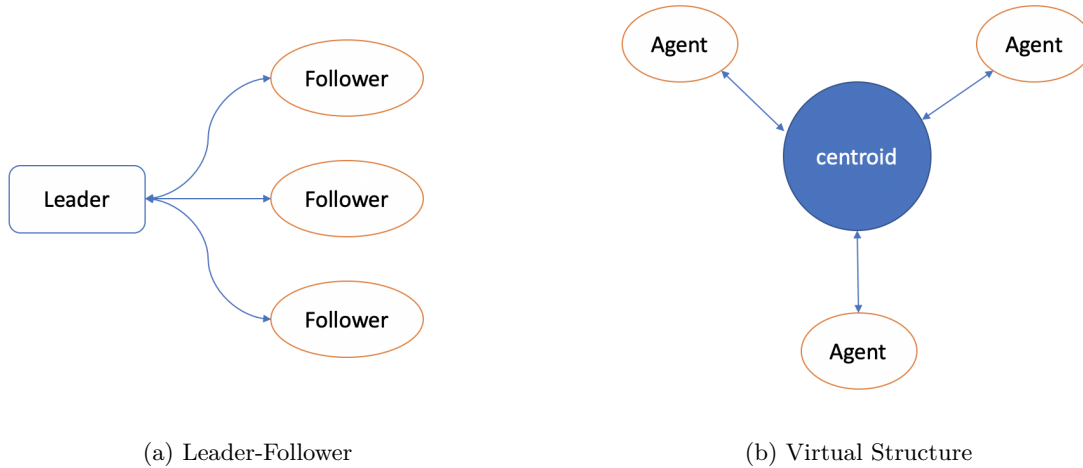 Follower
Leader
Follower
Follower
(a) Leader-Follower
Agent
Agent
centroid
Agent
(b) Virtual Structure